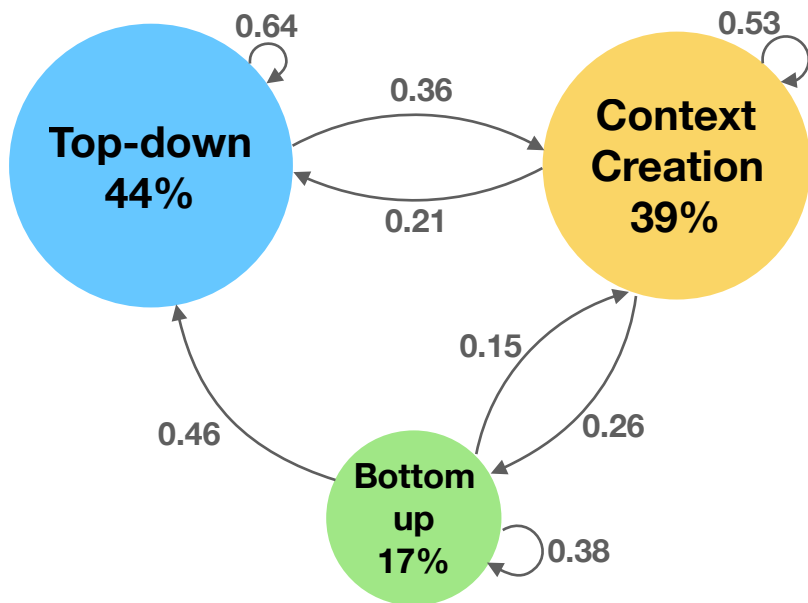 0.64
0.53
Top-down
44%
0.36
Context
Creation
39%
0.21
0.15
0.46
0.26
Bottom
up
17%
0.38